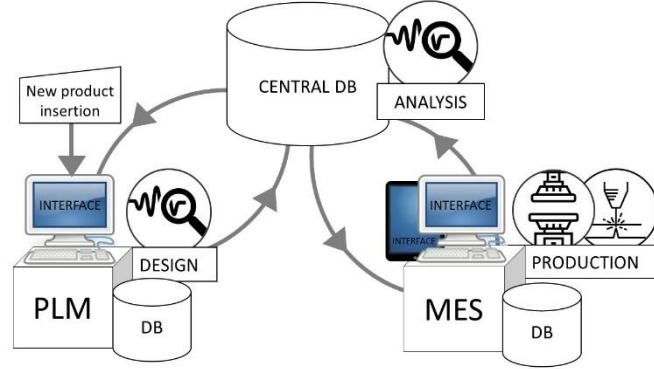 CENTRAL DB
ANALYSIS
New product
insertion
INTERFACE
DESIGN
PLM
DB
INTERFACE
INTERFACE
PRODUCTION
MES
DB